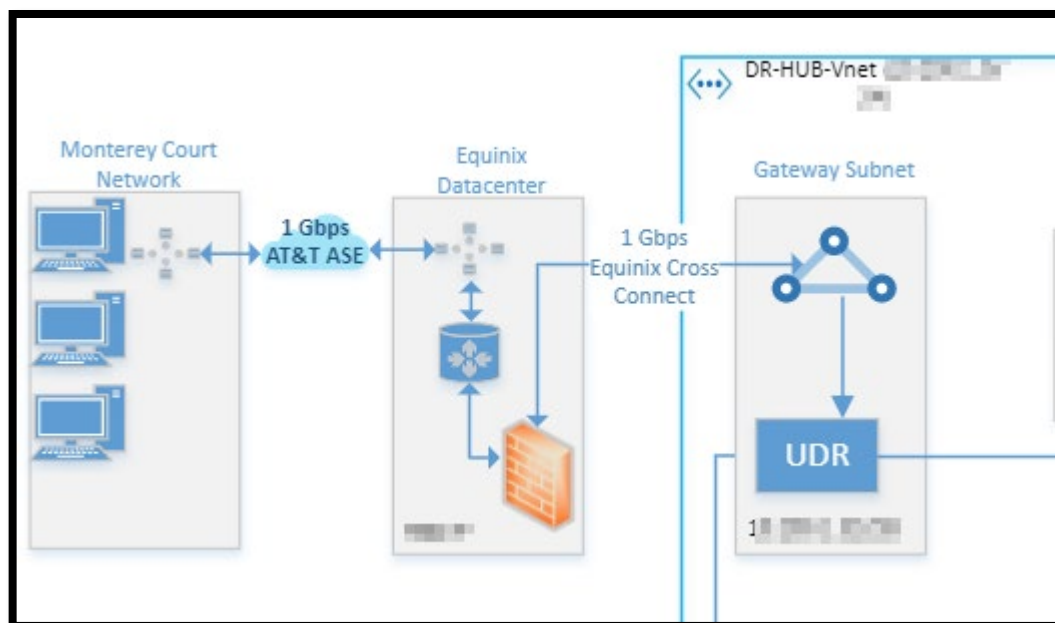 DR-HUB-Vnet
Monterey Court
Network
Equinix
Datacenter
Gateway Subnet
1 Gbps
AT&T ASE
1 Gbps
Equinix Cross
Connect
UDR